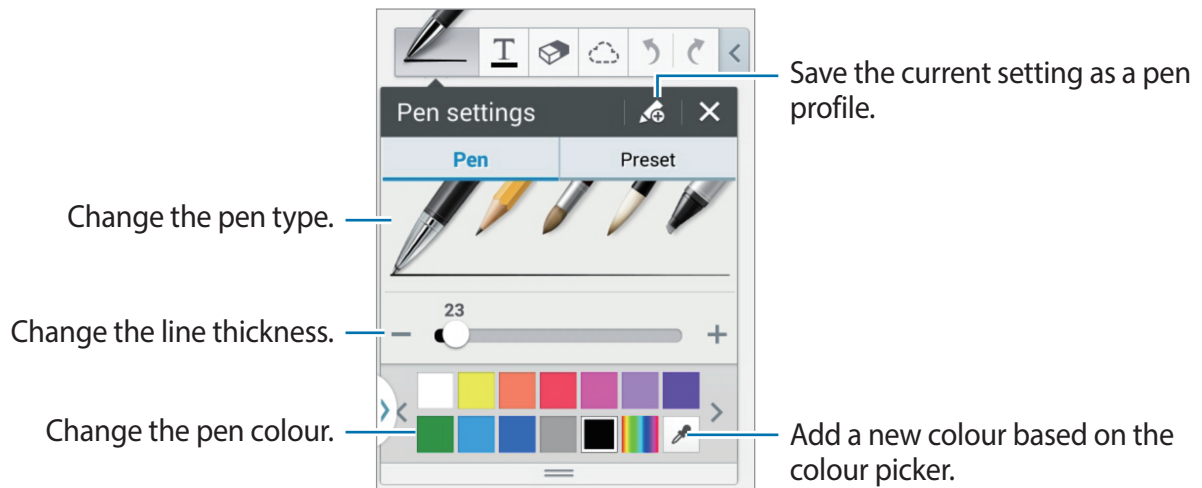 T
Save the current setting as a pen
profile.
Pen settings
Pen Preset
Change the pen type.
23
Change the line thickness.
Change the pen colour.
Add a new colour based on the
colour picker.